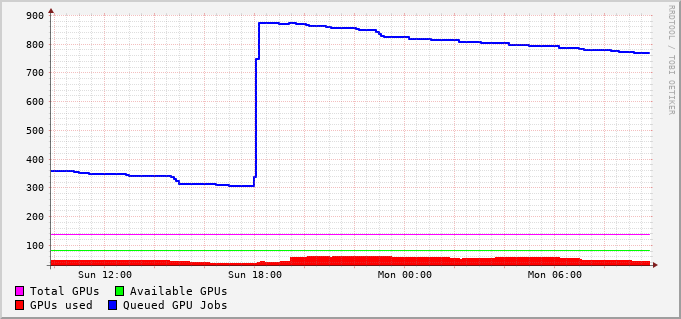 900
800
700
600
500
400
300
200
100
Sun 12:00 Sun 18:00 Mon 00:00 Mon 06:00
Total GPUs Available GPUs
GPUs used Queued GPU Jobs
RRDTOOL / TOBI OETIKER